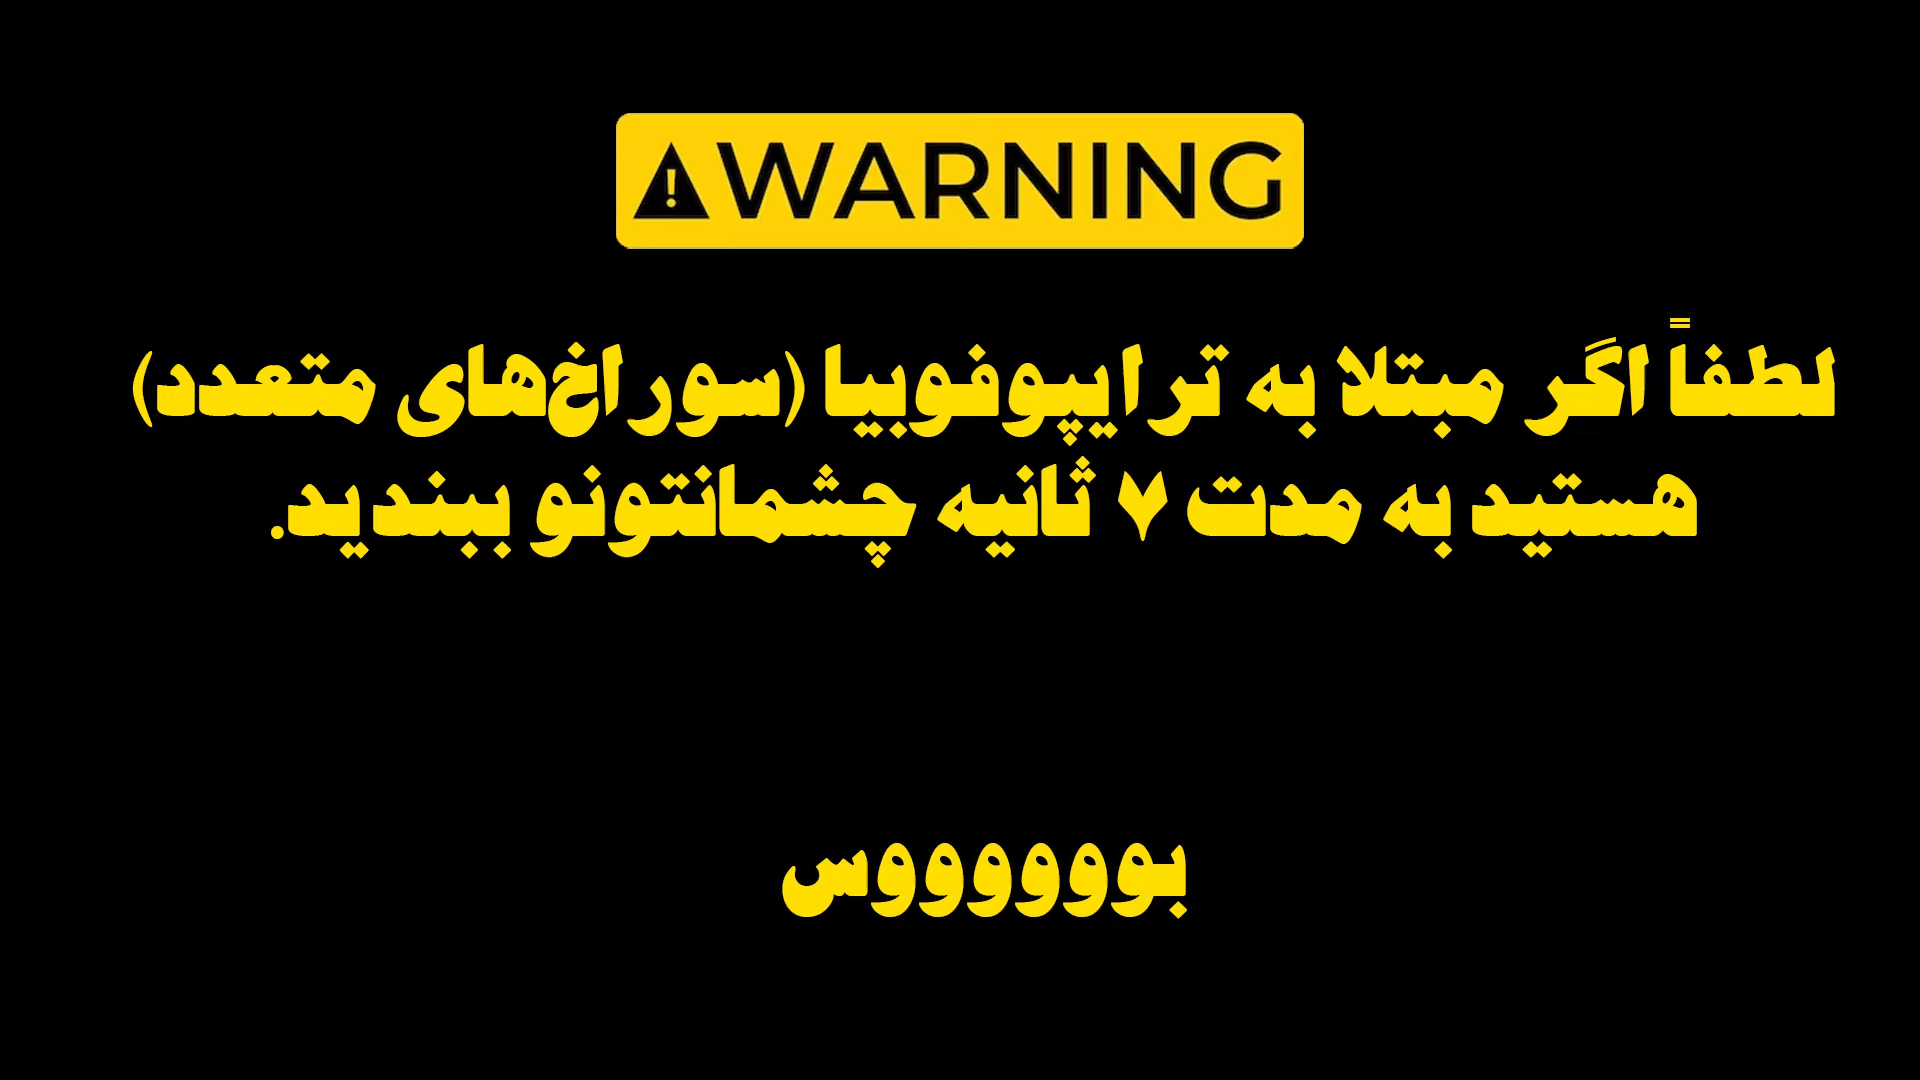 WARNING
لطفاً اگر مبتلا به ترایپوفوبیا (سوراخ‌های متعدد)
هستید به مدت ۷ ثانیه چشمانتونو ببندید.
بووووووس